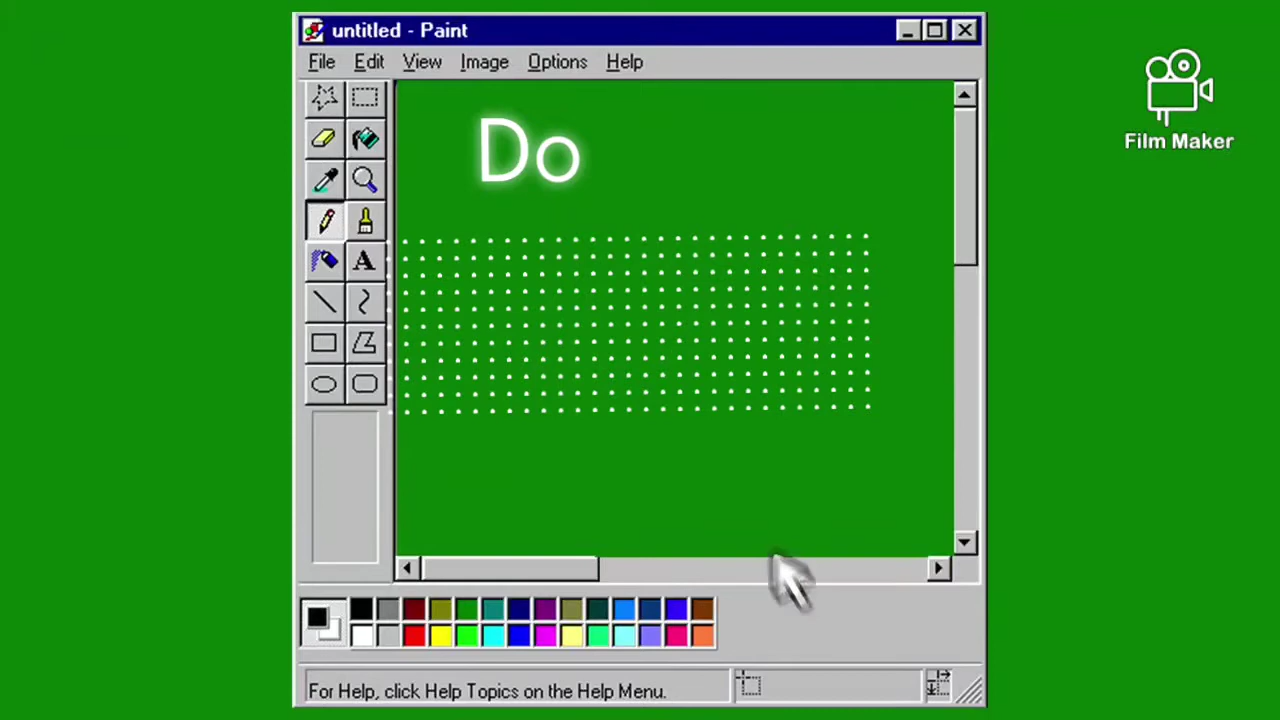 untitled - Paint
File Edit View Image Options Help
Do
Film Maker
A
For Help, click Help Topics on the Help Menu.